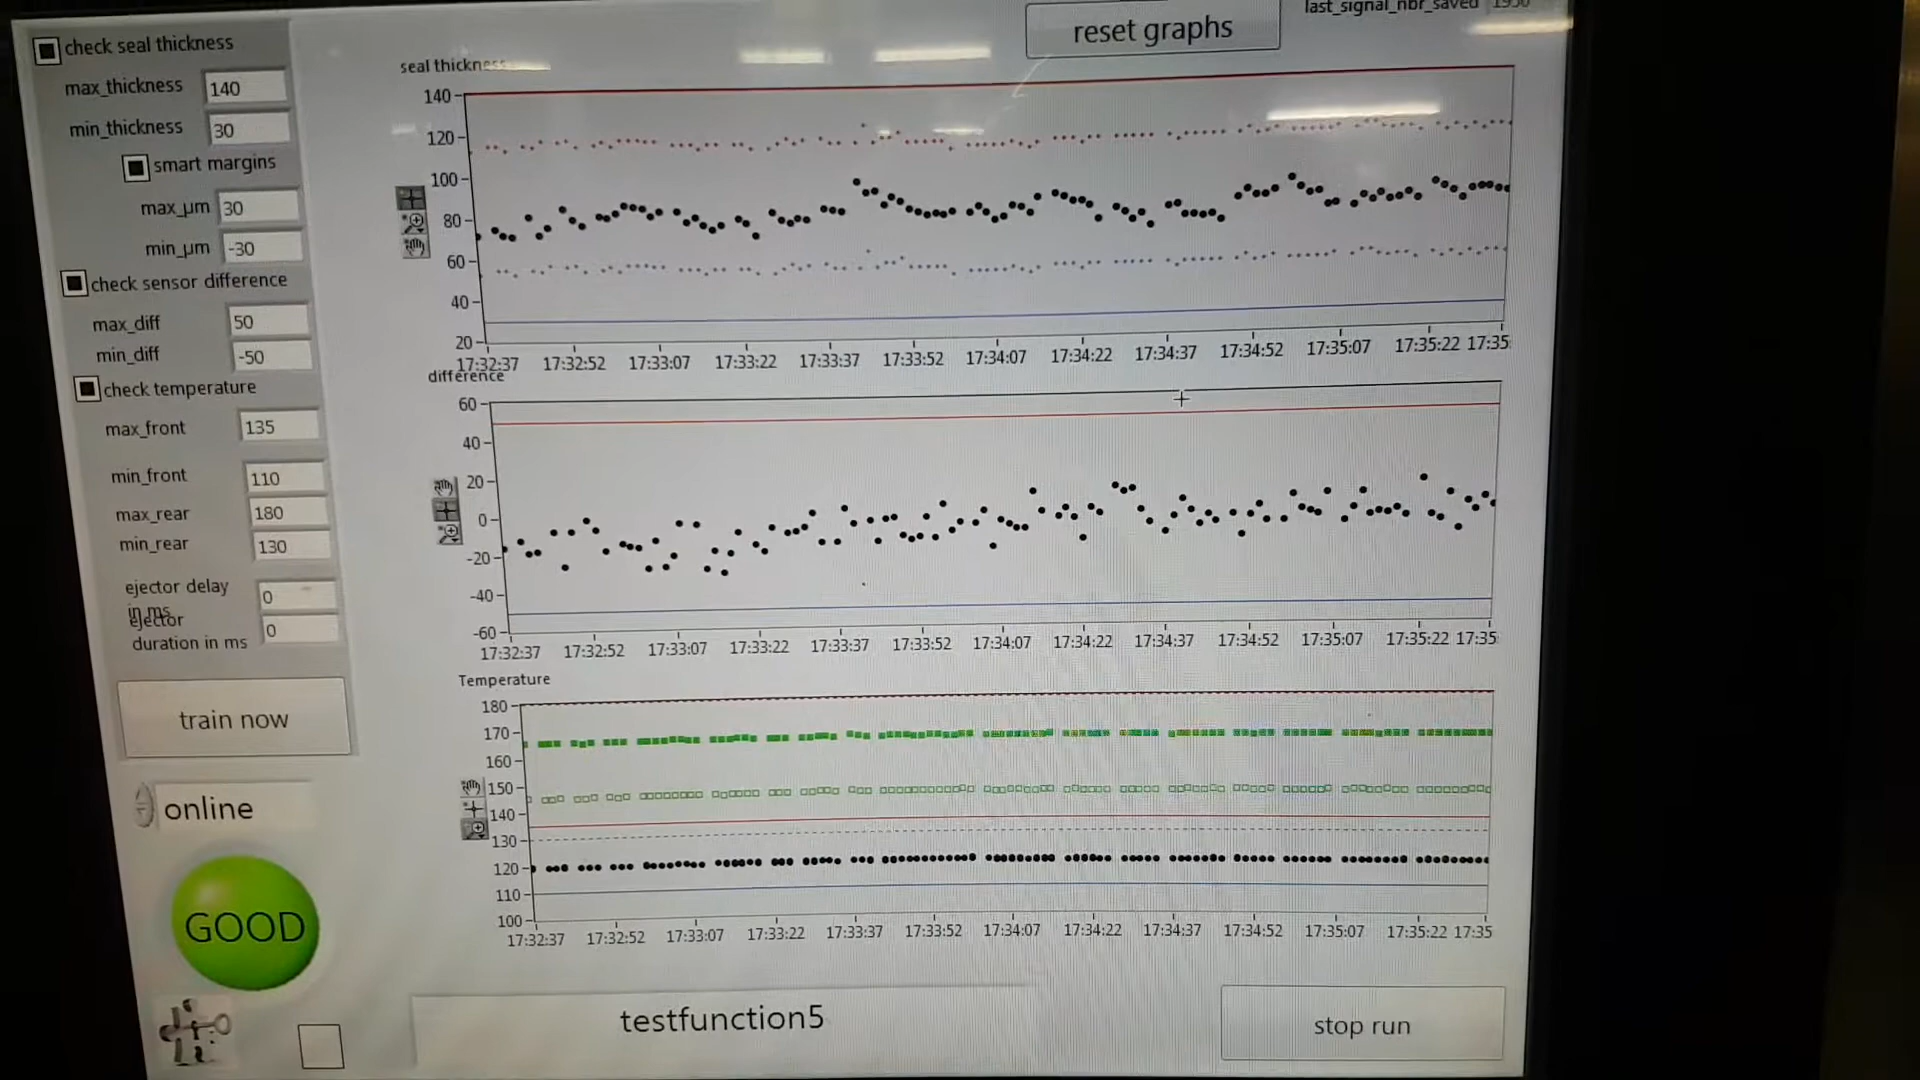 check seal thickness
max_thickness 140
min_thickness 30
smart margins
max_µm 30
min_µm -30
check sensor difference
max_diff 50
min_diff -50
check temperature
max_front 135
min_front 110
max_rear 180
min_rear 130
ejector delay
in ms 0
ejector
duration in ms 0
train now
online
GOOD
reset graphs
last_signal_nbr_saved 1950
seal thickness
140
120
100
80
60
40
20
17:32:37 17:32:52 17:33:07 17:33:22 17:33:37 17:33:52 17:34:07 17:34:22 17:34:37 17:34:52 17:35:07 17:35:22 17:35
difference
60
40
20
0
-20
-40
-60
17:32:37 17:32:52 17:33:07 17:33:22 17:33:37 17:33:52 17:34:07 17:34:22 17:34:37 17:34:52 17:35:07 17:35:22 17:35
Temperature
180
170
160
150
140
130
120
110
100
17:32:37 17:32:52 17:33:07 17:33:22 17:33:37 17:33:52 17:34:07 17:34:22 17:34:37 17:34:52 17:35:07 17:35:22 17:35
testfunction5
stop run